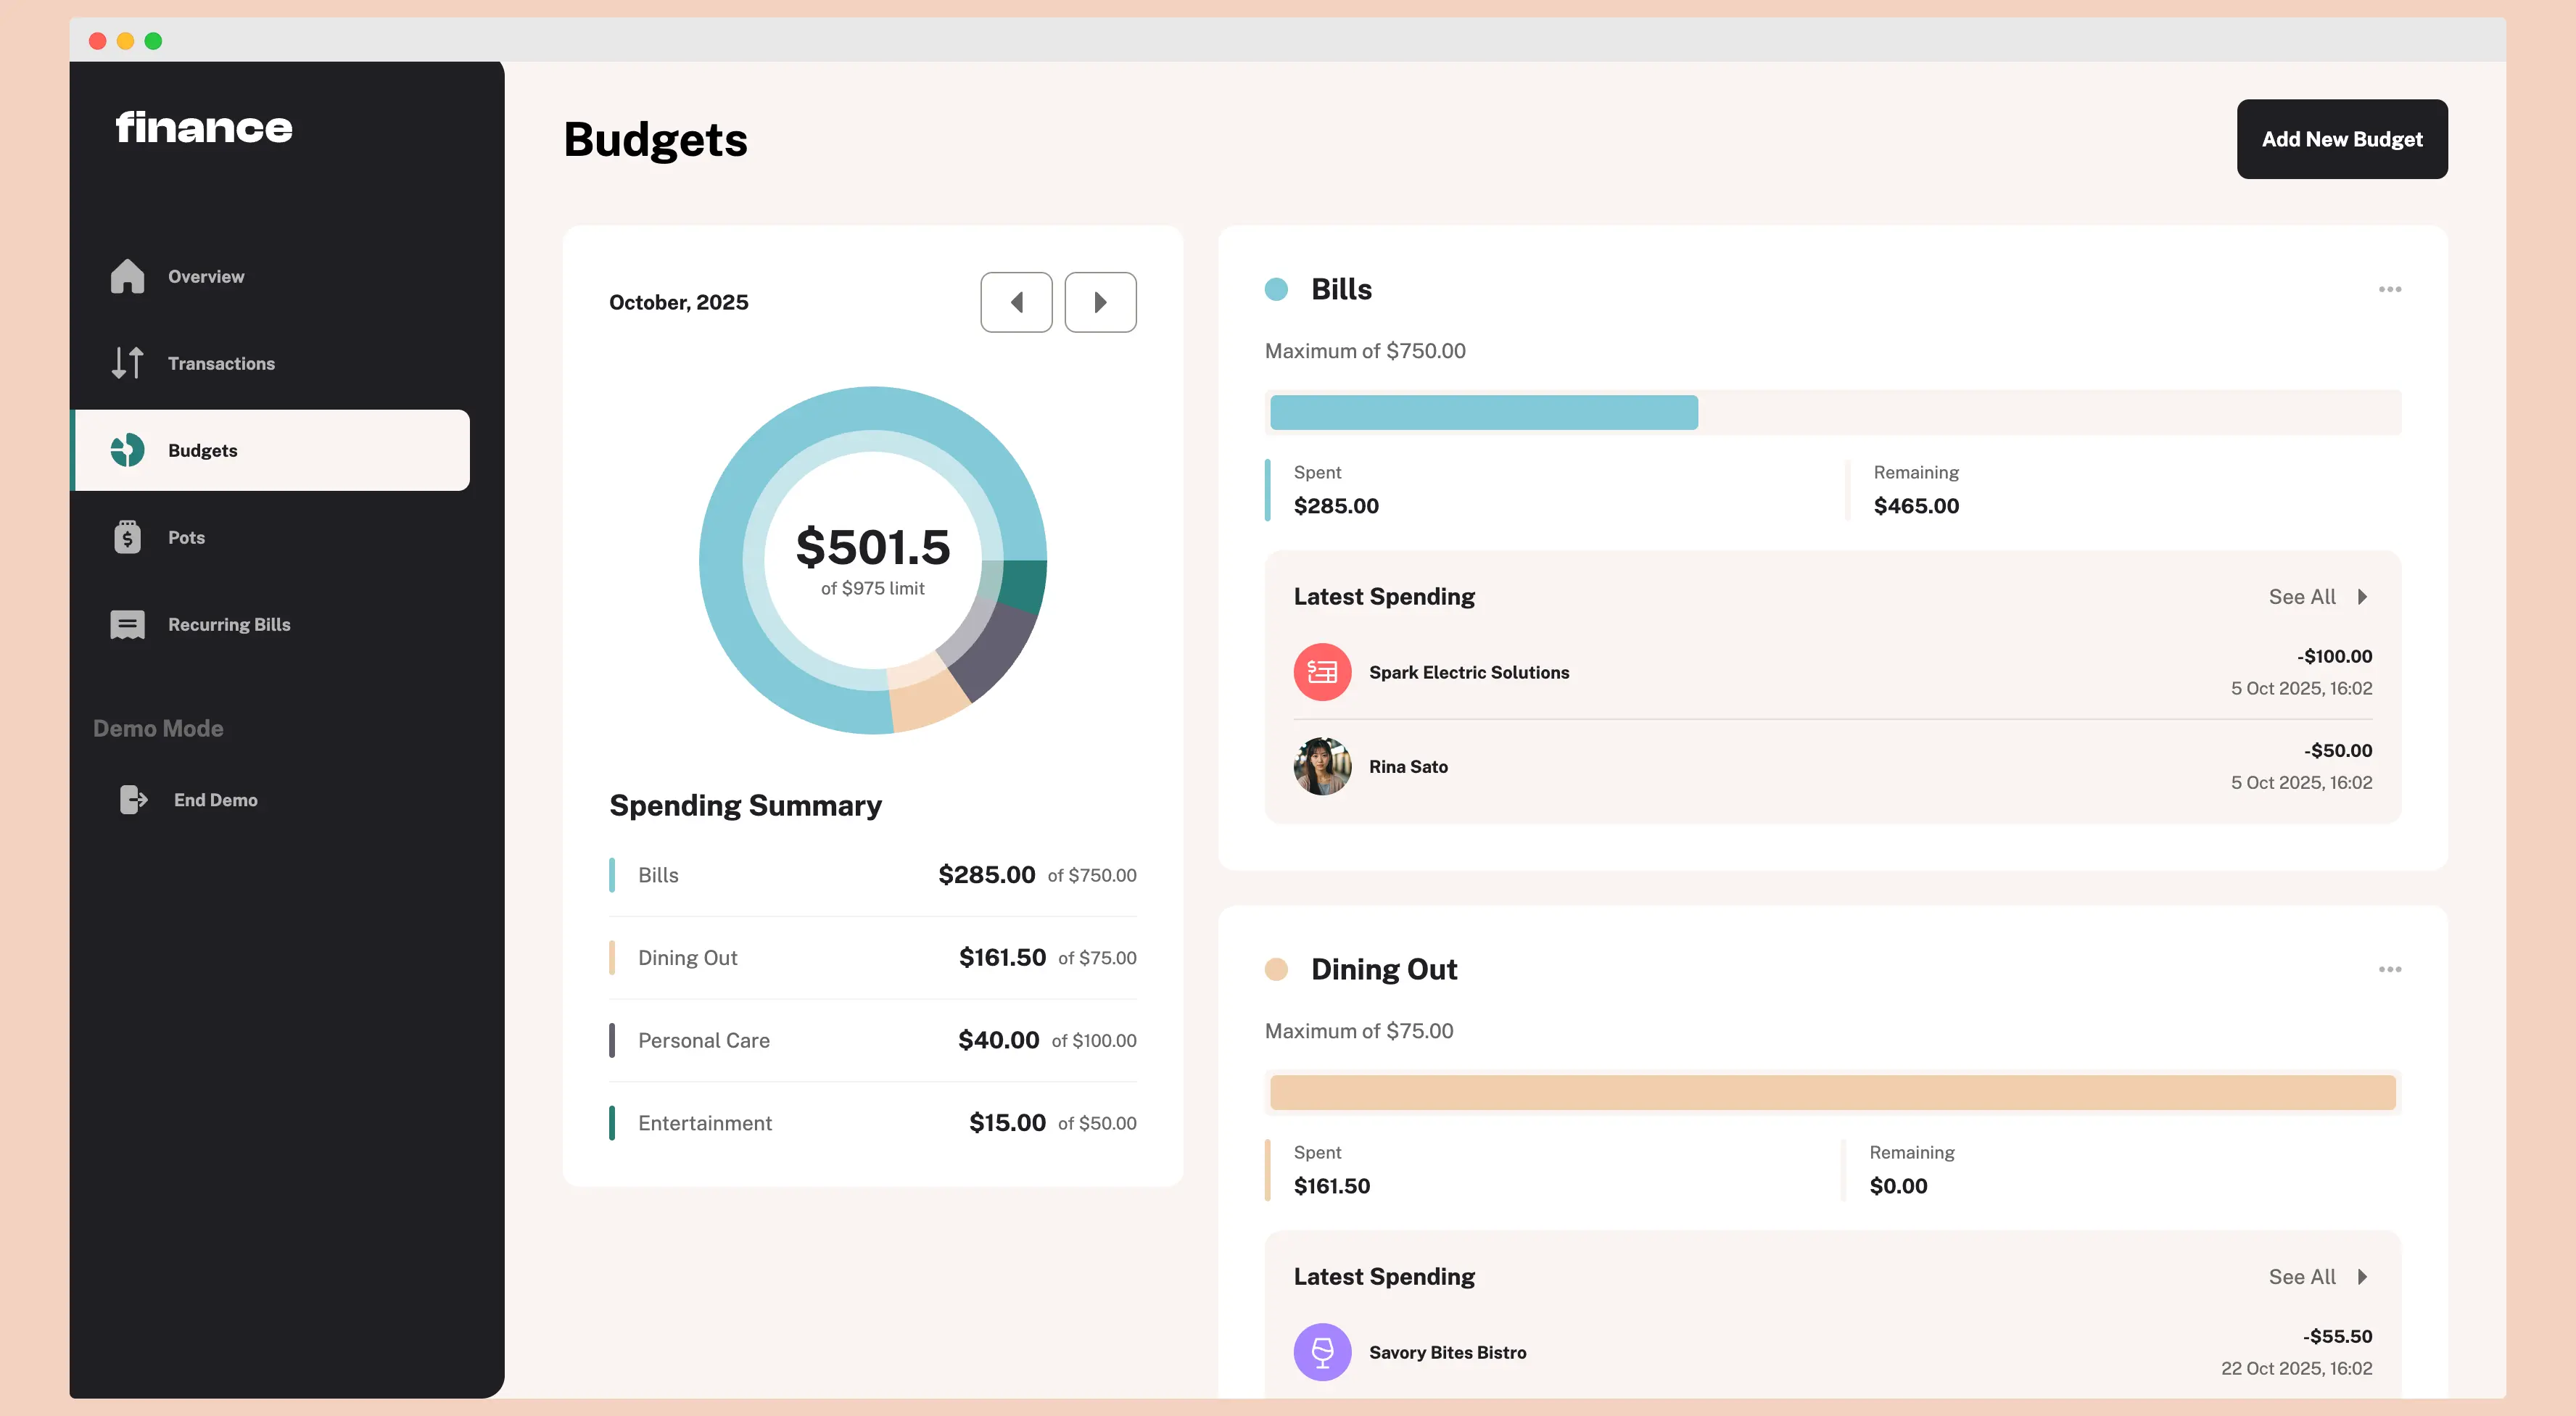 finance
Overview
Transactions
Budgets
Pots
Recurring Bills
Demo Mode
End Demo
Budgets
Add New Budget
October, 2025
$501.5
of $975 limit
Spending Summary
Bills $285.00 of $750.00
Dining Out $161.50 of $75.00
Personal Care $40.00 of $100.00
Entertainment $15.00 of $50.00
Bills
Maximum of $750.00
Spent Remaining
$285.00 $465.00
Latest Spending See All
Spark Electric Solutions -$100.00
5 Oct 2025, 16:02
Rina Sato -$50.00
5 Oct 2025, 16:02
Dining Out
Maximum of $75.00
Spent Remaining
$161.50 $0.00
Latest Spending See All
Savory Bites Bistro -$55.50
22 Oct 2025, 16:02